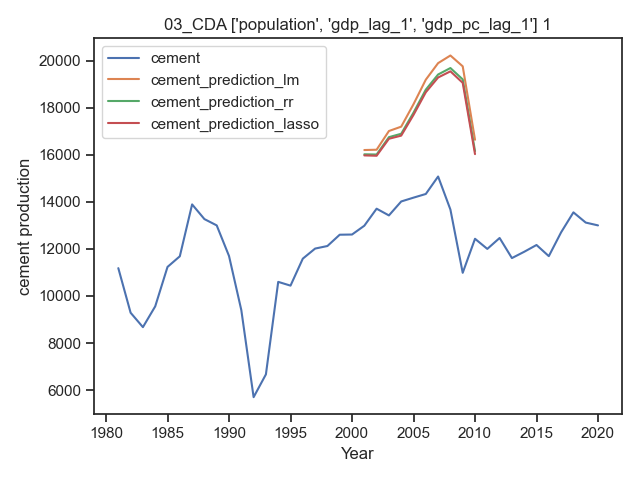 03_CDA ['population', 'gdp_lag_1', 'gdp_pc_lag_1'] 1
cement
cement_prediction_lm
cement_prediction_rr
cement_prediction_lasso
20000
18000
16000
14000
12000
10000
8000
6000
cement production
1980 1985 1990 1995 2000 2005 2010 2015 2020
Year